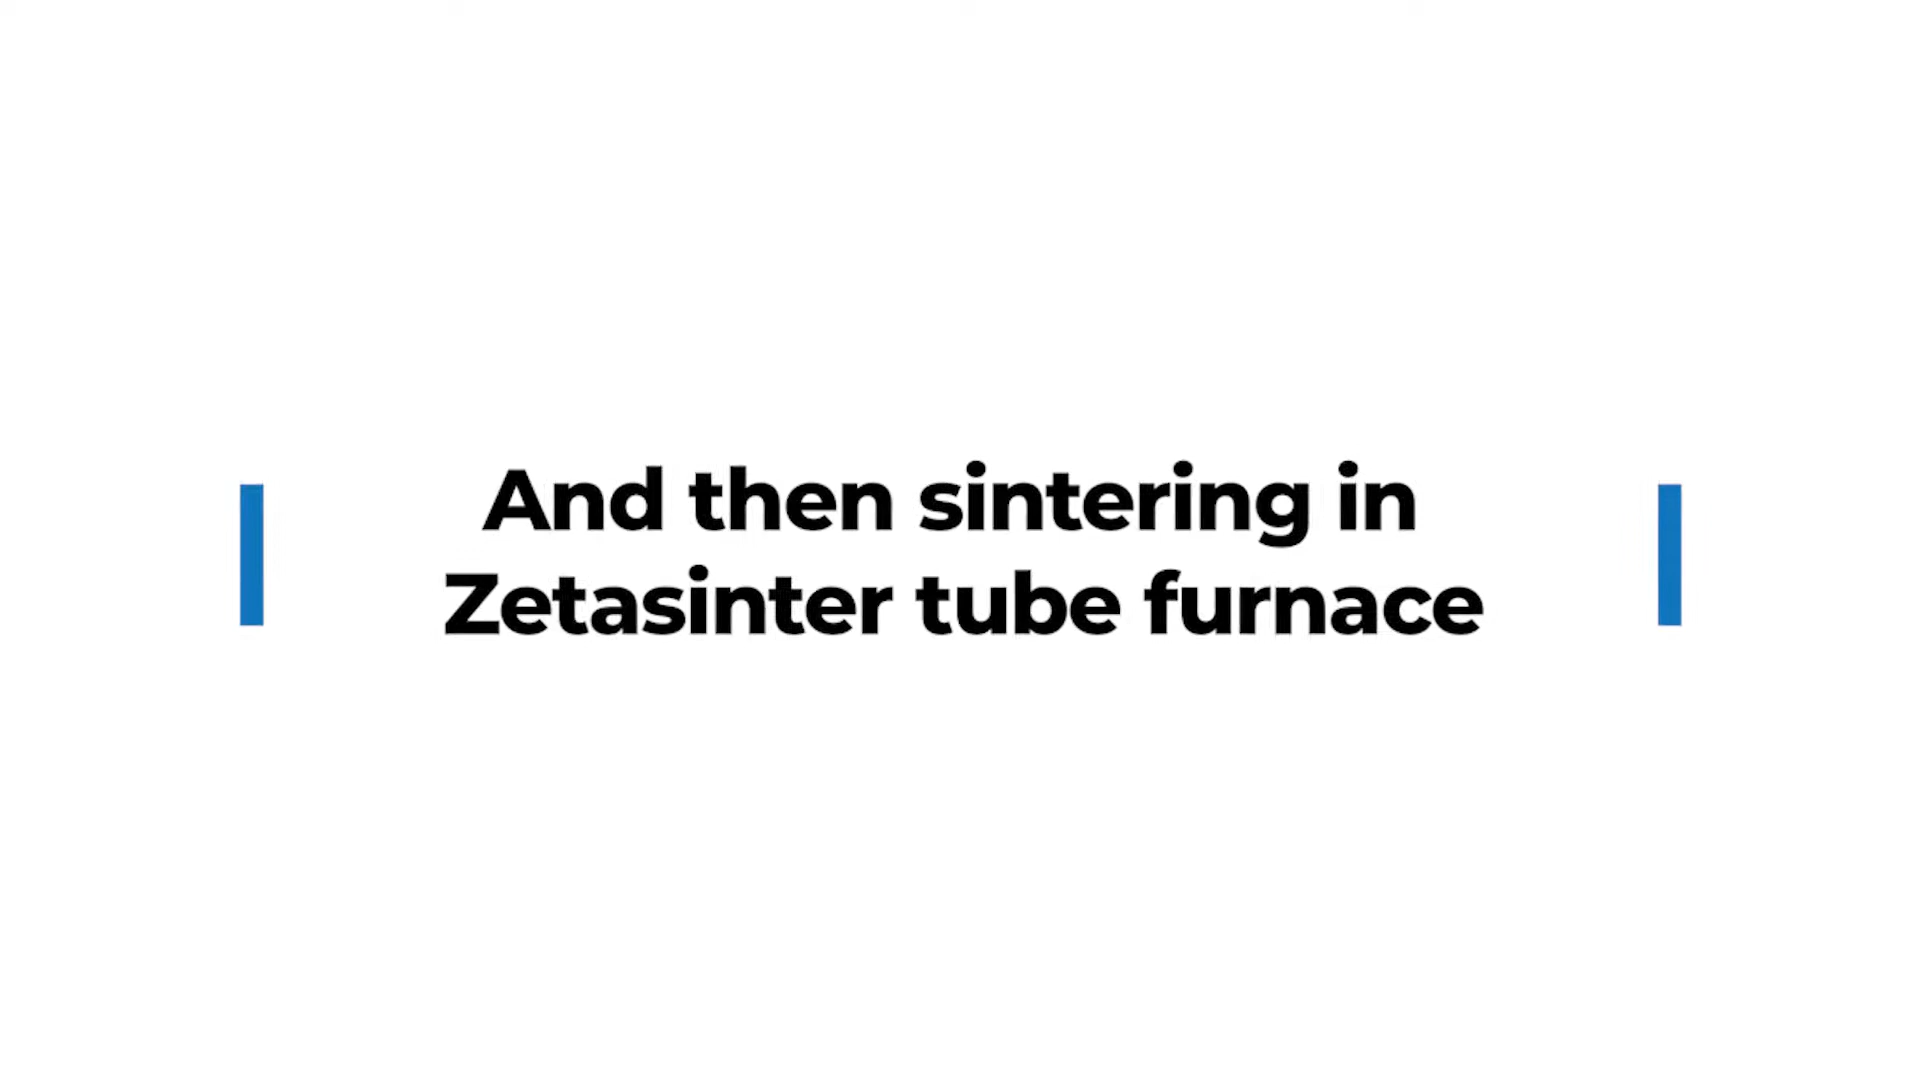 And then sintering in
Zetasinter tube furnace